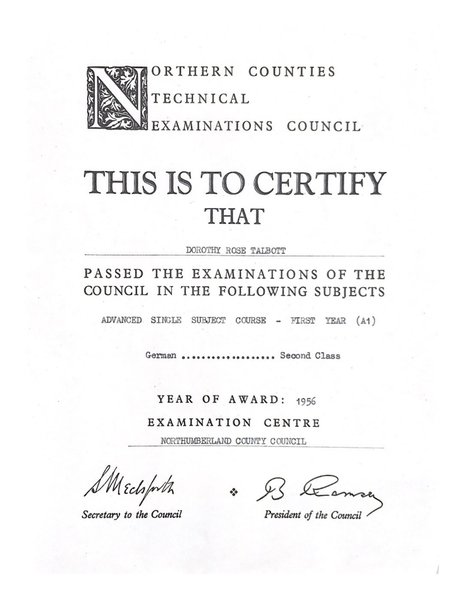 NORTHERN COUNTIES
TECHNICAL
EXAMINATIONS COUNCIL
THIS IS TO CERTIFY
THAT
DOROTHY ROSE TALBOTT
PASSED THE EXAMINATIONS OF THE
COUNCIL IN THE FOLLOWING SUBJECTS
ADVANCED SINGLE SUBJECT COURSE - FIRST YEAR (A1)
German .................. Second Class
YEAR OF AWARD: 1956
EXAMINATION CENTRE
NORTHUMBERLAND COUNTY COUNCIL
B Ramsey
Secretary to the Council
President of the Council